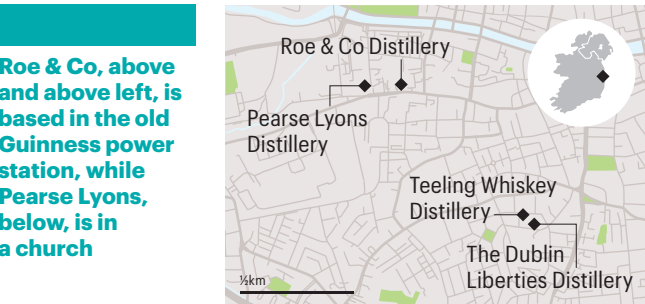 Roe & Co, above
and above left, is
based in the old
Guinness power
station, while
Pearse Lyons,
below, is in
a church
Roe & Co Distillery
Pearse Lyons
Distillery
Teeling Whiskey
Distillery
The Dublin
Liberties Distillery
½km